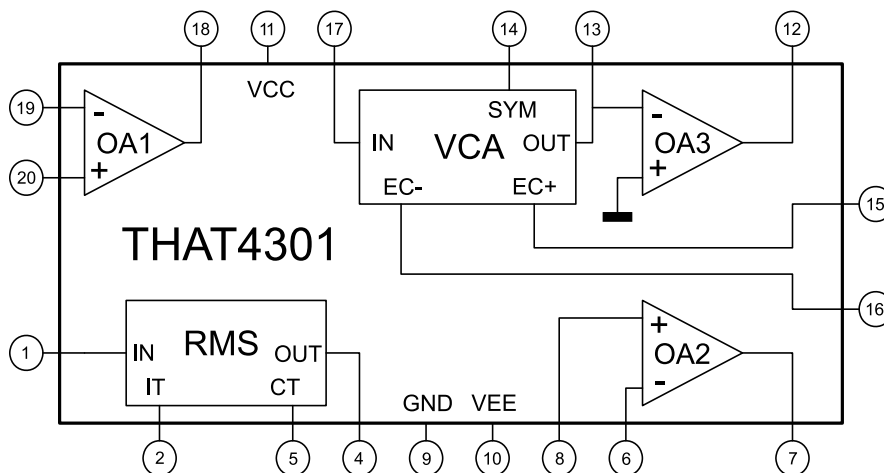 18 11 17 14 13 12
VCC
19 - OA1
SYM
- OA3
IN VCA OUT
20 +
+
EC- EC+
15
THAT4301
16
1 IN RMS OUT
+ OA2
IT CT
-
GND VEE
2 5 4 9 10 8 6 7